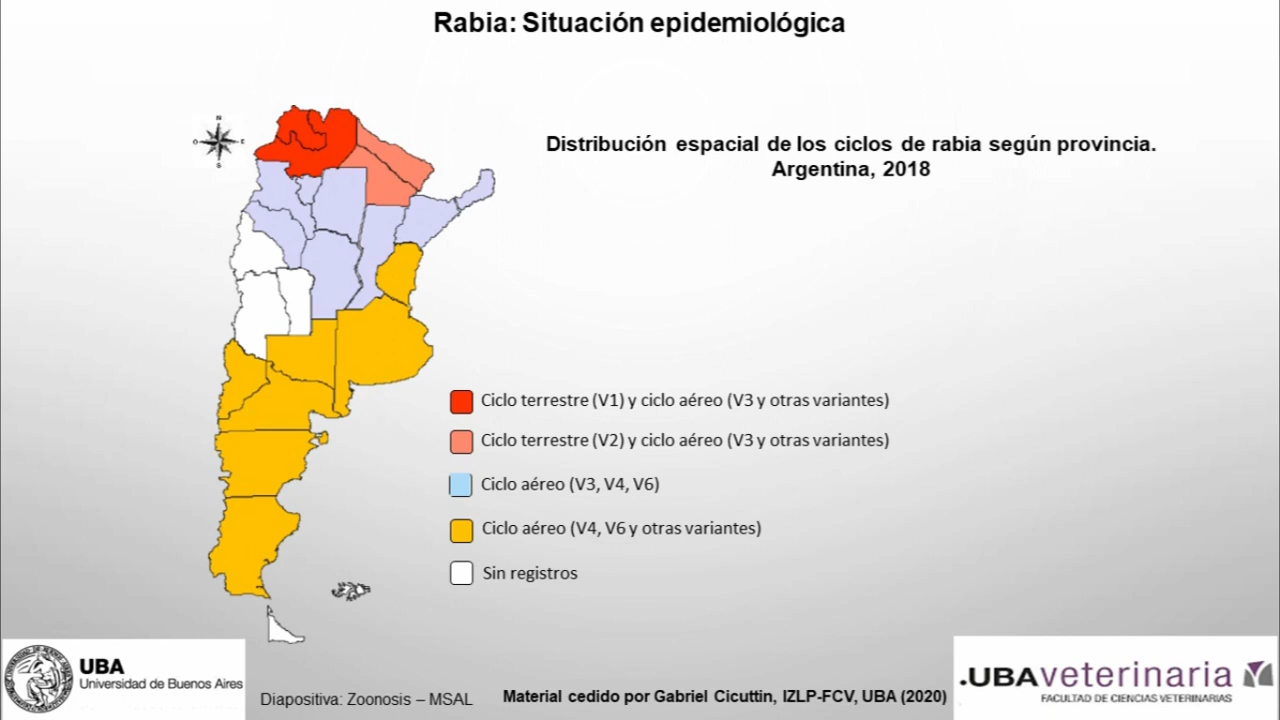 Rabia: Situación epidemiológica
N
O
E
S
Distribución espacial de los ciclos de rabia según provincia.
Argentina, 2018
Ciclo terrestre (V1) y ciclo aéreo (V3 y otras variantes)
Ciclo terrestre (V2) y ciclo aéreo (V3 y otras variantes)
Ciclo aéreo (V3, V4, V6)
Ciclo aéreo (V4, V6 y otras variantes)
Sin registros
UBA
Universidad de Buenos Aires
Diapositiva: Zoonosis – MSAL
Material cedido por Gabriel Cicuttin, IZLP-FCV, UBA (2020)
.UBAveterinaria
FACULTAD DE CIENCIAS VETERINARIAS